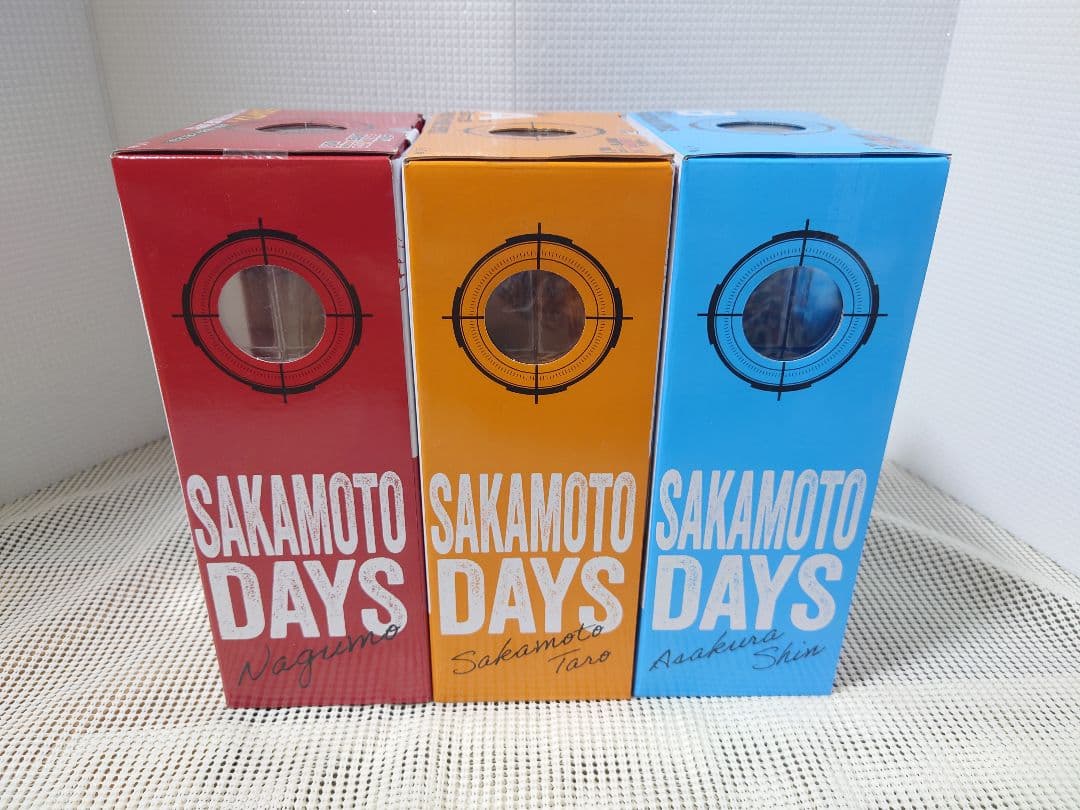 SAKAMOTO
DAYS
Nagumo
SAKAMOTO
DAYS
Sakamoto
Taro
SAKAMOTO
DAYS
Asakura
Shin